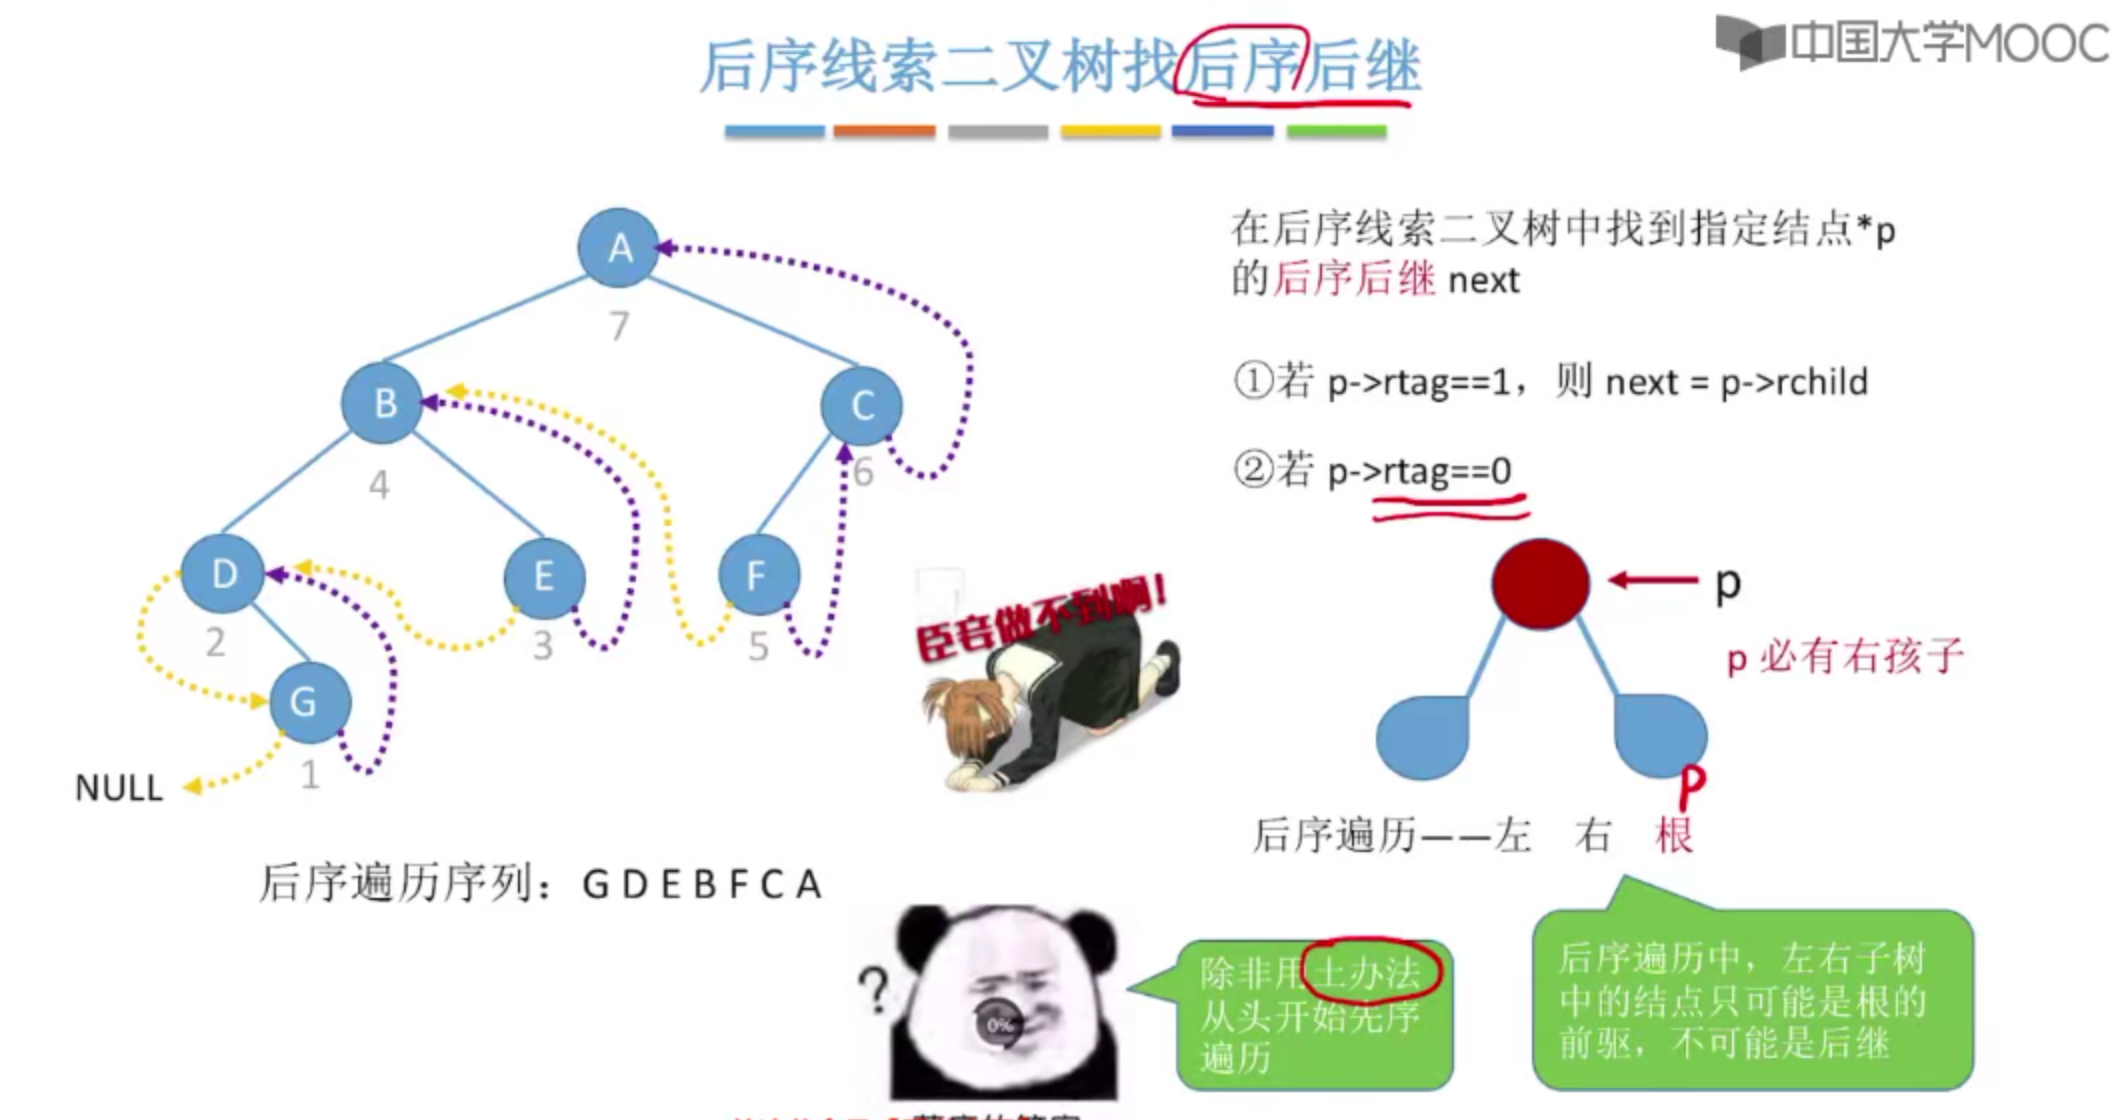 后序线索二叉树找后序后继
中国大学MOOC
A
7
B
4
C
6
D
2
E
3
F
5
G
1
NULL
后序遍历序列：G D E B F C A
在后序线索二叉树中找到指定结点*p
的后序后继 next
①若 p->rtag==1，则 next = p->rchild
②若 p->rtag==0
p
p 必有右孩子
P
后序遍历——左 右 根
后序遍历中，左右子树
中的结点只可能是根的
前驱，不可能是后继
臣妾做不到啊！
?
0%
除非用土办法
从头开始先序
遍历